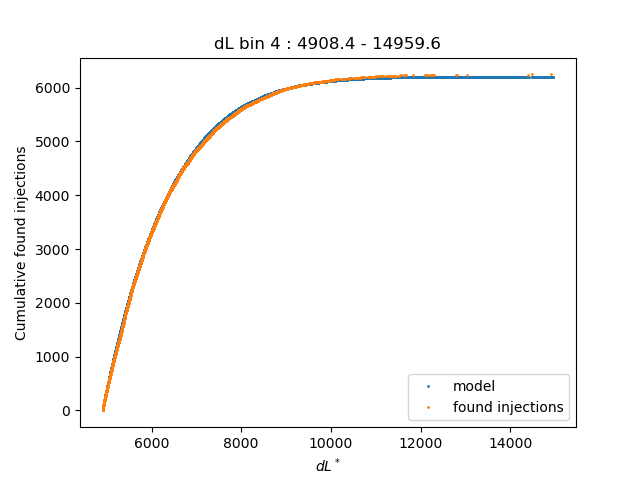 dL bin 4 : 4908.4 - 14959.6
Cumulative found injections
6000
5000
4000
3000
2000
1000
0
6000 8000 10000 12000 14000
dL*
model
found injections